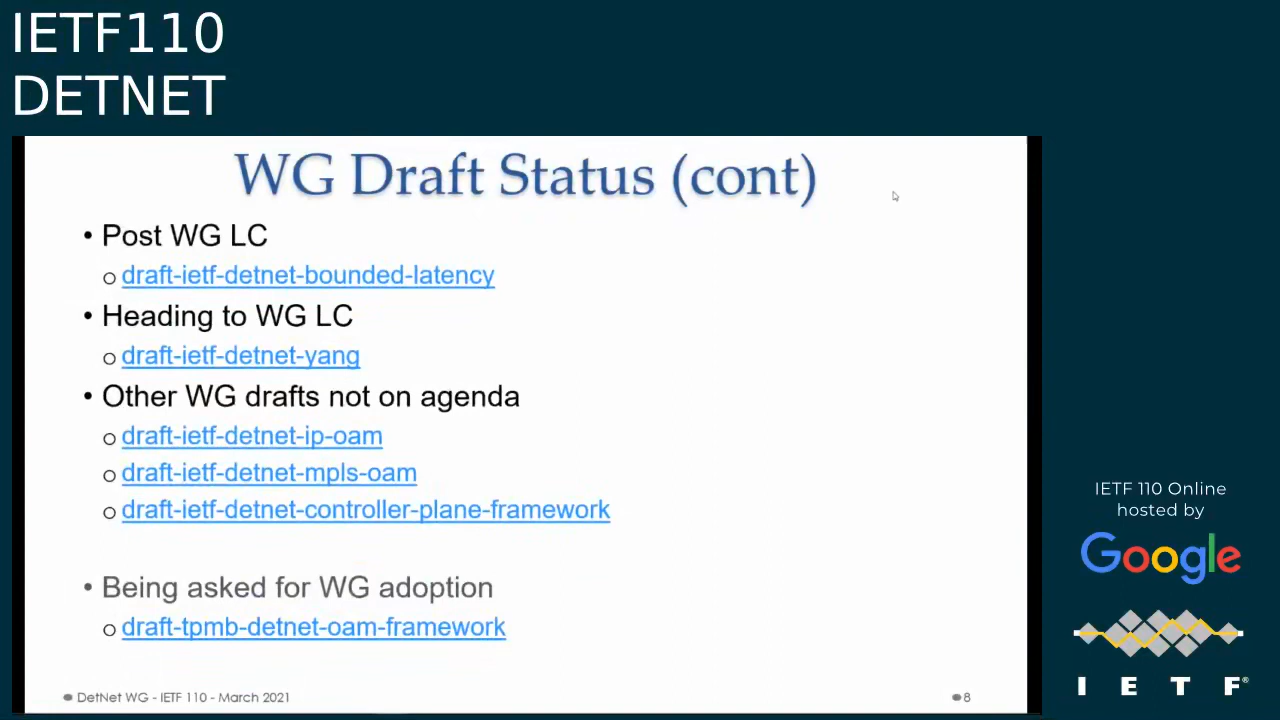 IETF110
DETNET
WG Draft Status (cont)
• Post WG LC
o draft-ietf-detnet-bounded-latency
• Heading to WG LC
o draft-ietf-detnet-yang
• Other WG drafts not on agenda
o draft-ietf-detnet-ip-oam
o draft-ietf-detnet-mpls-oam
o draft-ietf-detnet-controller-plane-framework
• Being asked for WG adoption
o draft-tpmb-detnet-oam-framework
DetNet WG - IETF 110 - March 2021
8
IETF 110 Online
hosted by
Google
I E T F®